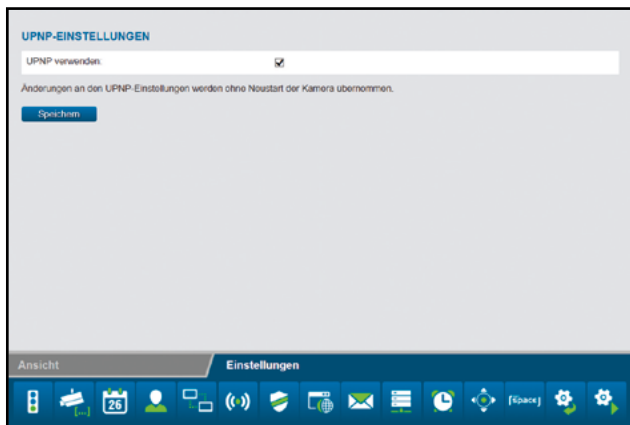 UPNP-EINSTELLUNGEN
UPNP verwenden:
Änderungen an den UPNP-Einstellungen werden ohne Neustart der Kamera übernommen.
Speichern
Ansicht
Einstellungen
[...]
26
[Space]